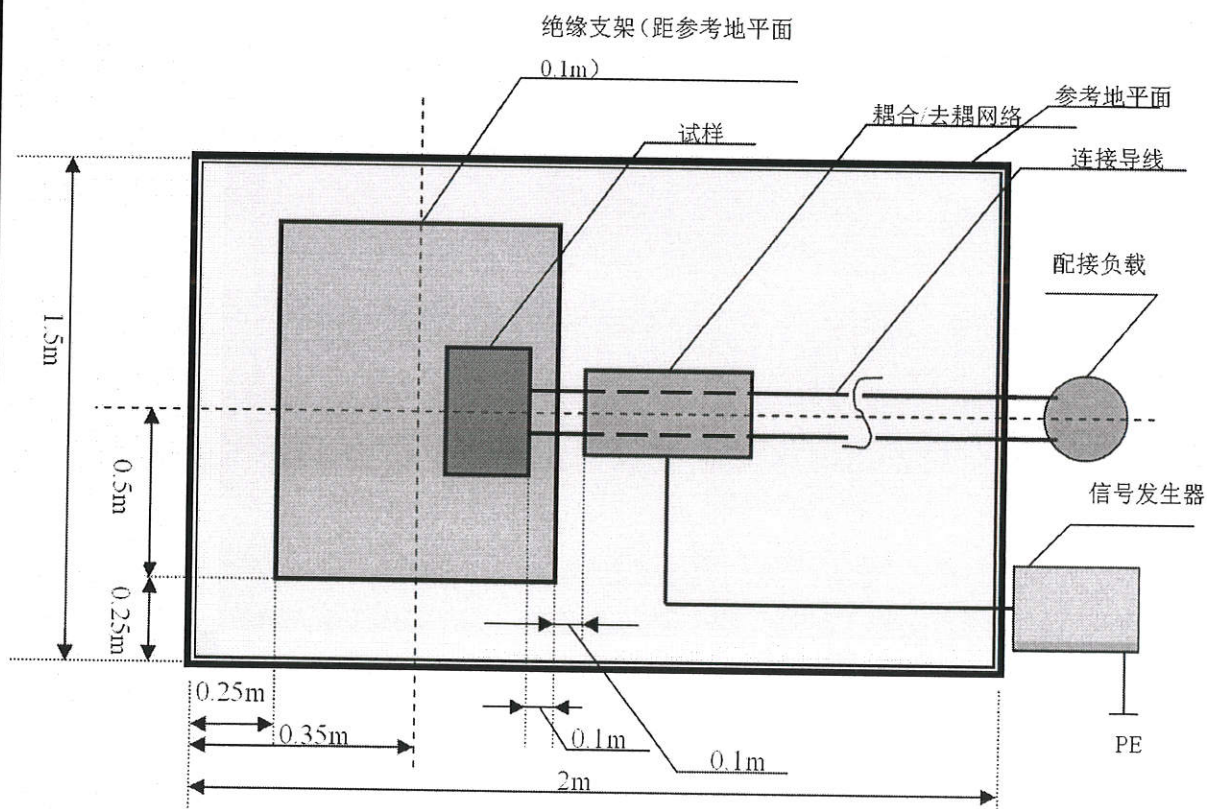 绝缘支架（距参考地平面
0.1m）
参考地平面
耦合/去耦网络
试样
连接导线
配接负载
1.5m
0.5m
信号发生器
0.25m
0.25m
0.35m
0.1m
0.1m
PE
2m